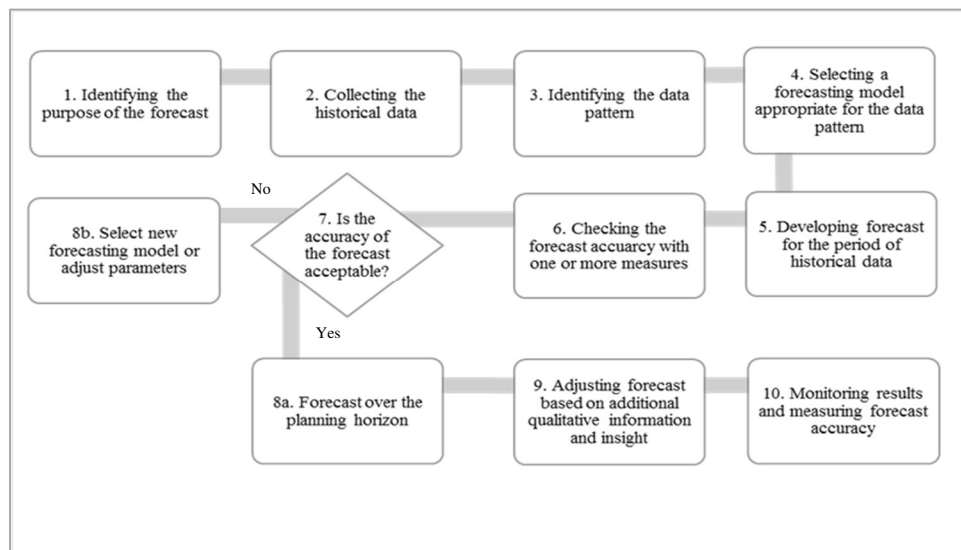 1. Identifying the
purpose of the forecast
2. Collecting the
historical data
3. Identifying the data
pattern
4. Selecting a
forecasting model
appropriate for the data
pattern
5. Developing forecast
for the period of
historical data
6. Checking the
forecast accuarcy with
one or more measures
7. Is the
accuracy of
the forecast
acceptable?
No
8b. Select new
forecasting model or
adjust parameters
Yes
8a. Forecast over the
planning horizon
9. Adjusting forecast
based on additional
qualitative information
and insight
10. Monitoring results
and measuring forecast
accuracy